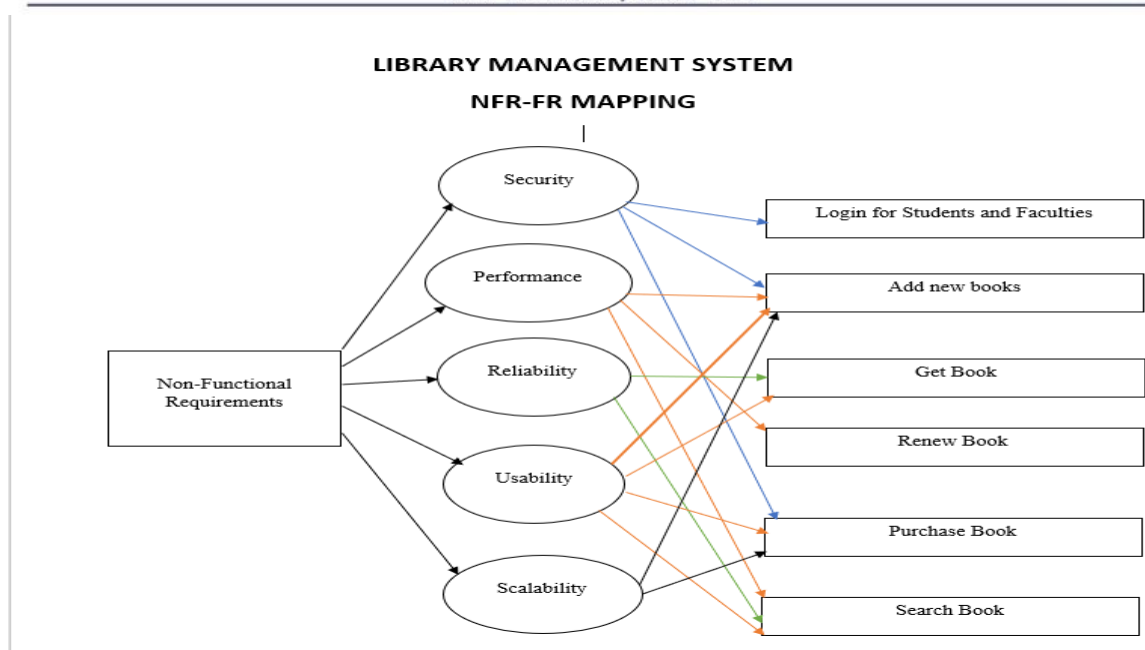 LIBRARY MANAGEMENT SYSTEM
NFR-FR MAPPING
Security
Login for Students and Faculties
Performance
Add new books
Reliability
Get Book
Non-Functional
Requirements
Renew Book
Usability
Purchase Book
Scalability
Search Book